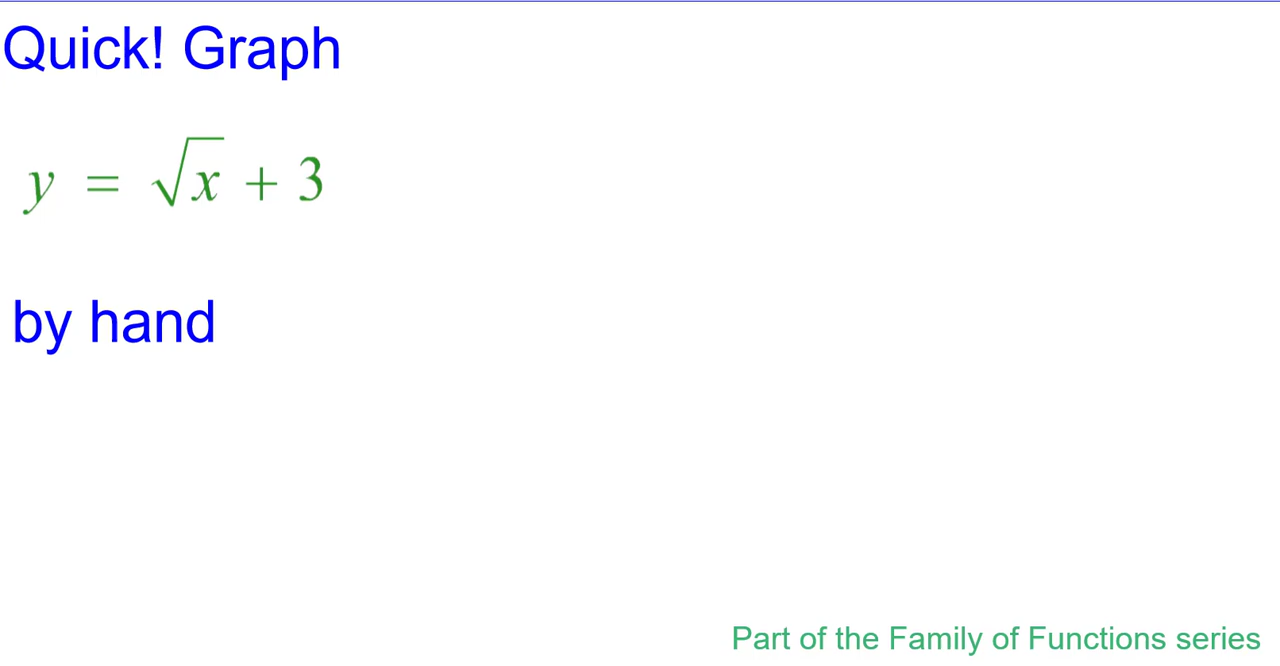 Quick! Graph
y = √x + 3
by hand
Part of the Family of Functions series